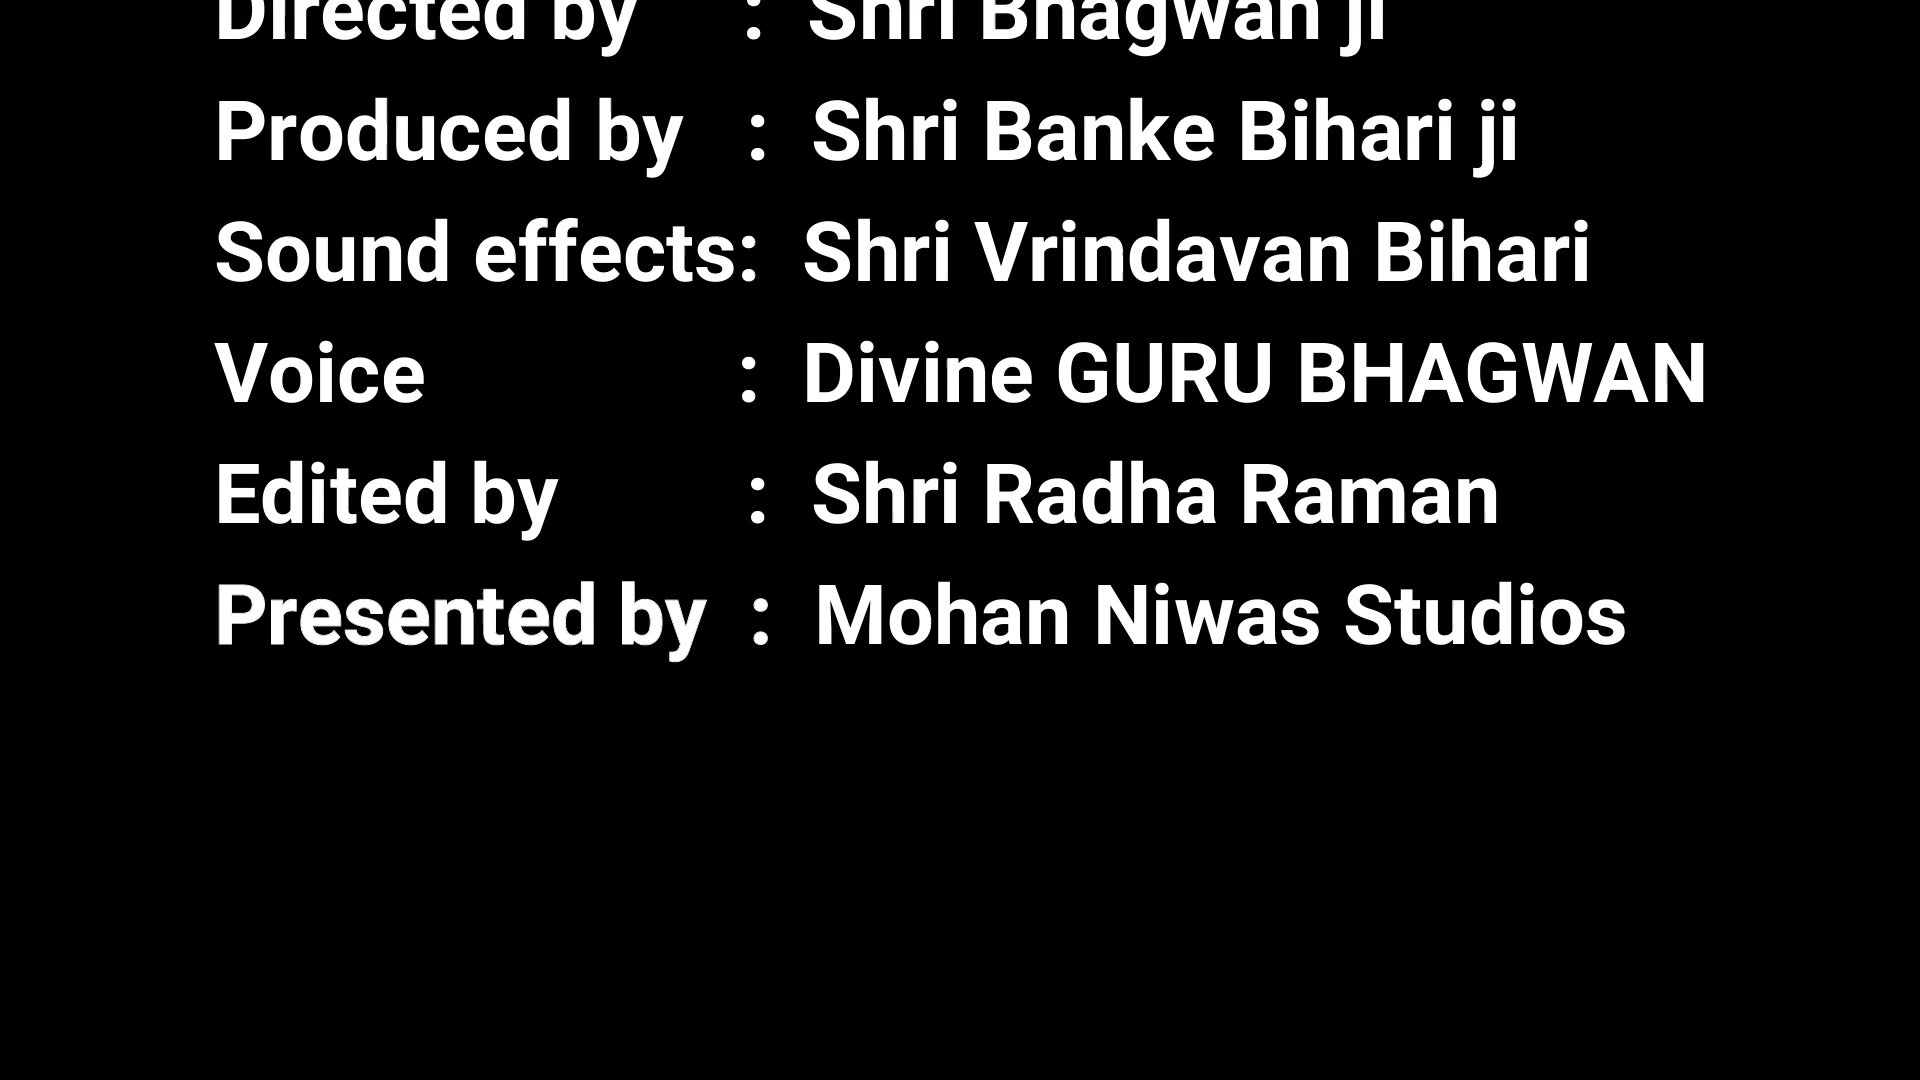 Directed by : Shri Bhagwan ji
Produced by : Shri Banke Bihari ji
Sound effects: Shri Vrindavan Bihari
Voice : Divine GURU BHAGWAN
Edited by : Shri Radha Raman
Presented by : Mohan Niwas Studios